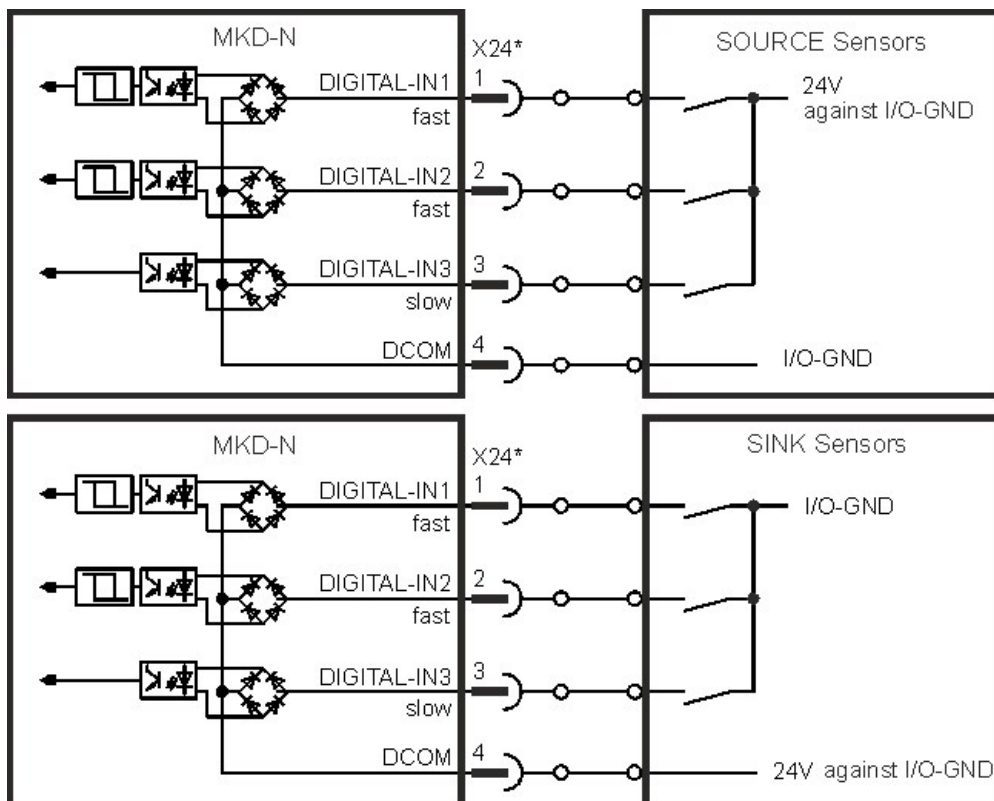 MKD-N
X24*
SOURCE Sensors
DIGITAL-IN1
1
24V
fast
against I/O-GND
DIGITAL-IN2
2
fast
DIGITAL-IN3
3
slow
DCOM
4
I/O-GND
MKD-N
X24*
SINK Sensors
DIGITAL-IN1
1
I/O-GND
fast
DIGITAL-IN2
2
fast
DIGITAL-IN3
3
slow
DCOM
4
24V against I/O-GND